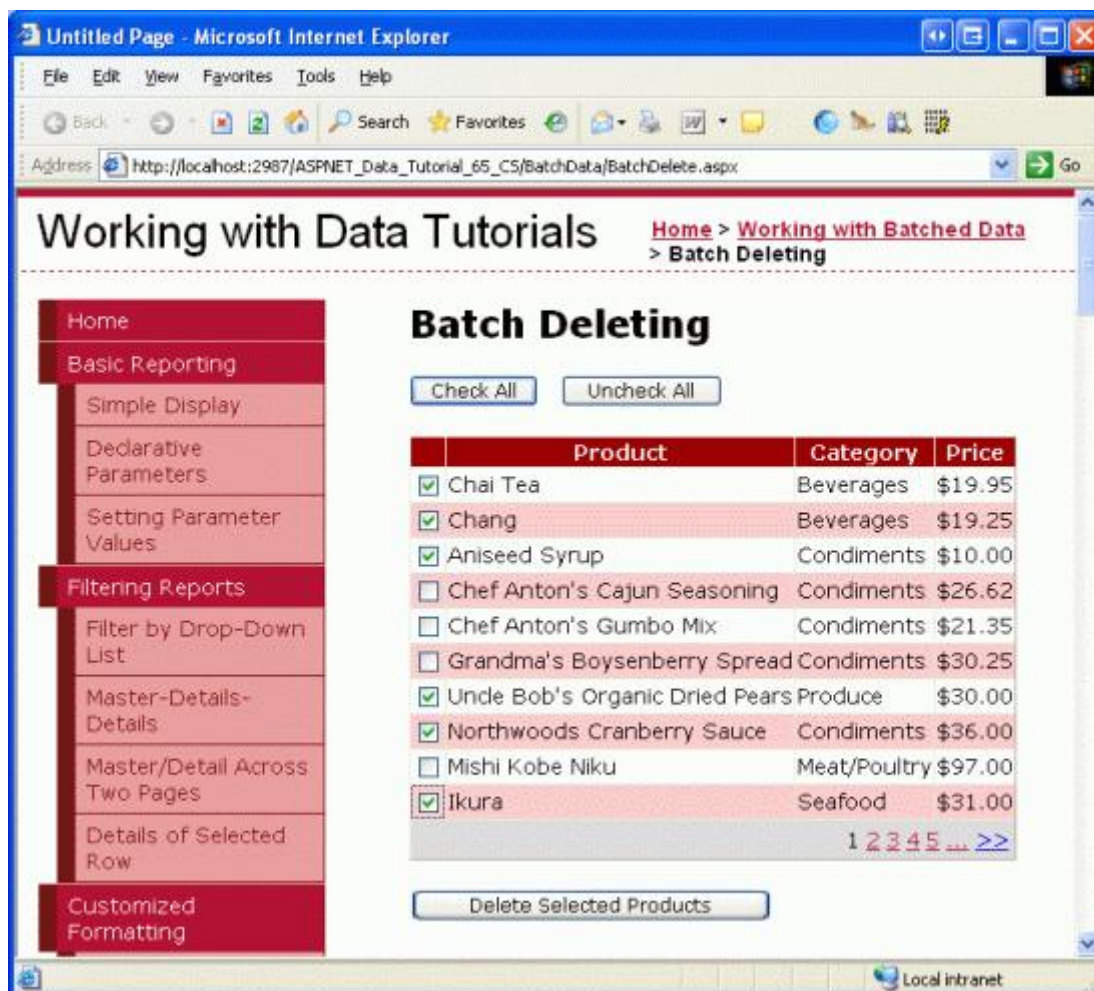 Untitled Page - Microsoft Internet Explorer
File Edit View Favorites Tools Help
Back Search Favorites
Address http://localhost:2987/ASPNET_Data_Tutorial_65_CS/BatchData/BatchDelete.aspx Go
Working with Data Tutorials
Home > Working with Batched Data
> Batch Deleting
Home
Basic Reporting
Simple Display
Declarative
Parameters
Setting Parameter
Values
Filtering Reports
Filter by Drop-Down
List
Master-Details-
Details
Master/Detail Across
Two Pages
Details of Selected
Row
Customized
Formatting
Batch Deleting
Check All Uncheck All
Product Category Price
Chai Tea Beverages $19.95
Chang Beverages $19.25
Aniseed Syrup Condiments $10.00
Chef Anton's Cajun Seasoning Condiments $26.62
Chef Anton's Gumbo Mix Condiments $21.35
Grandma's Boysenberry Spread Condiments $30.25
Uncle Bob's Organic Dried Pears Produce $30.00
Northwoods Cranberry Sauce Condiments $36.00
Mishi Kobe Niku Meat/Poultry $97.00
Ikura Seafood $31.00
1 2 3 4 5 ... >>
Delete Selected Products
Local intranet